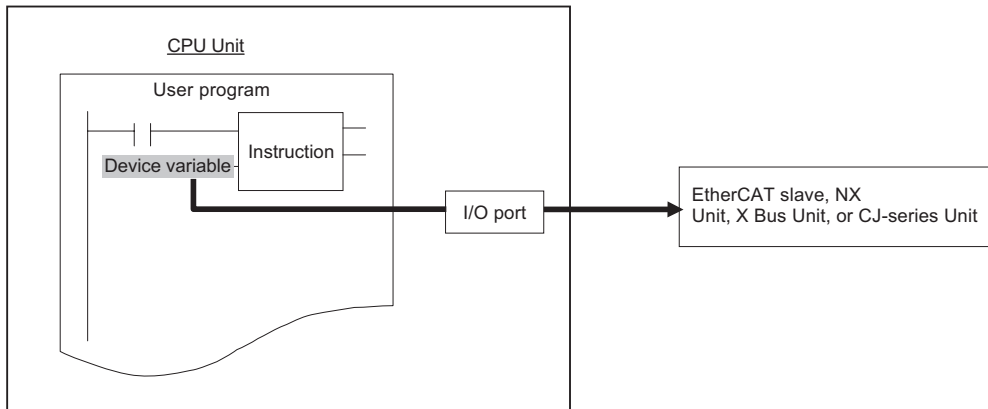 CPU Unit
User program
Instruction
Device variable
I/O port
EtherCAT slave, NX
Unit, X Bus Unit, or CJ-series Unit